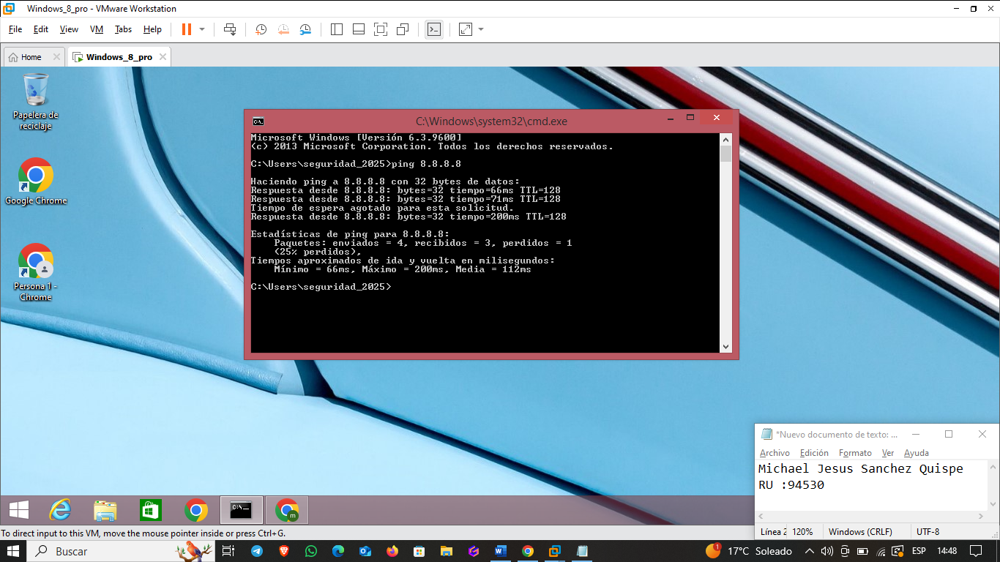 Windows_8_pro - VMware Workstation
File Edit View VM Tabs Help
Home Windows_8_pro
Papelera de
reciclaje
Google Chrome
Persona 1 -
Chrome
C:\Windows\system32\cmd.exe
Microsoft Windows [Versión 6.3.9600]
(c) 2013 Microsoft Corporation. Todos los derechos reservados.
C:\Users\seguridad_2025>ping 8.8.8.8
Haciendo ping a 8.8.8.8 con 32 bytes de datos:
Respuesta desde 8.8.8.8: bytes=32 tiempo=66ms TTL=128
Respuesta desde 8.8.8.8: bytes=32 tiempo=71ms TTL=128
Tiempo de espera agotado para esta solicitud.
Respuesta desde 8.8.8.8: bytes=32 tiempo=200ms TTL=128
Estadísticas de ping para 8.8.8.8:
Paquetes: enviados = 4, recibidos = 3, perdidos = 1
(25% perdidos),
Tiempos aproximados de ida y vuelta en milisegundos:
Mínimo = 66ms, Máximo = 200ms, Media = 112ms
C:\Users\seguridad_2025>
*Nuevo documento de texto: ...
Archivo Edición Formato Ver Ayuda
Michael Jesus Sanchez Quispe
RU :94530
Línea 2 120% Windows (CRLF) UTF-8
To direct input to this VM, move the mouse pointer inside or press Ctrl+G.
Buscar
1
17°C Soleado
ESP
14:48